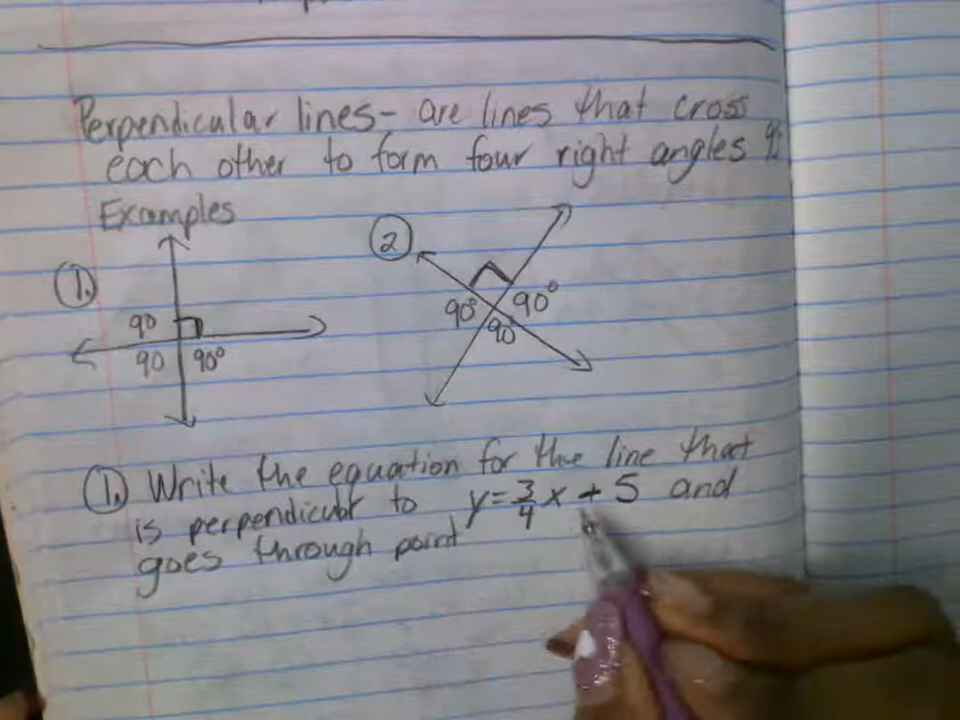 Perpendicular lines - are lines that cross
each other to form four right angles
Examples
1.
90
90
90°
2
90°
90°
90°
1. Write the equation for the line that
is perpendicular to y = 3/4 x + 5 and
goes through point